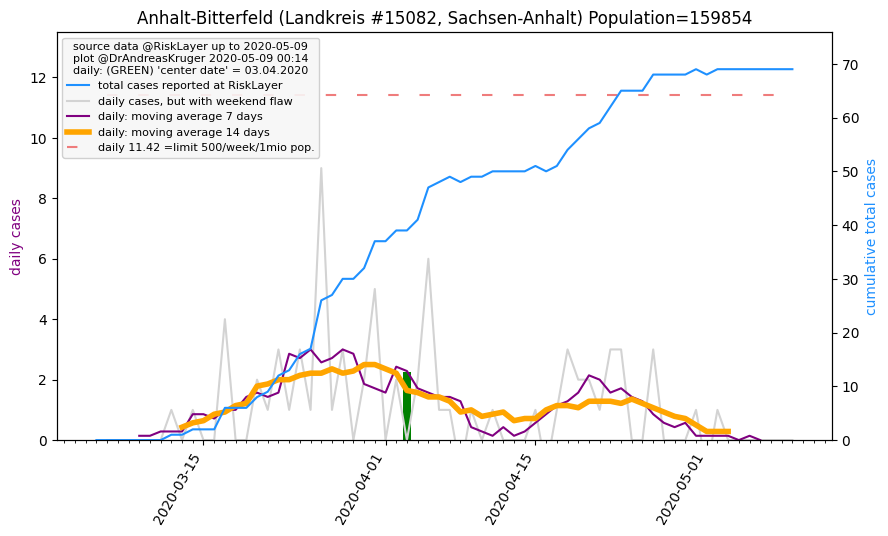 Anhalt-Bitterfeld (Landkreis #15082, Sachsen-Anhalt) Population=159854
source data @RiskLayer up to 2020-05-09
plot @DrAndreasKruger 2020-05-09 00:14
daily: (GREEN) 'center date' = 03.04.2020
total cases reported at RiskLayer
daily cases, but with weekend flaw
daily: moving average 7 days
daily: moving average 14 days
daily 11.42 =limit 500/week/1mio pop.
daily cases
12
10
8
6
4
2
0
70
60
50
40
30
20
10
0
cumulative total cases
2020-03-15
2020-04-01
2020-04-15
2020-05-01